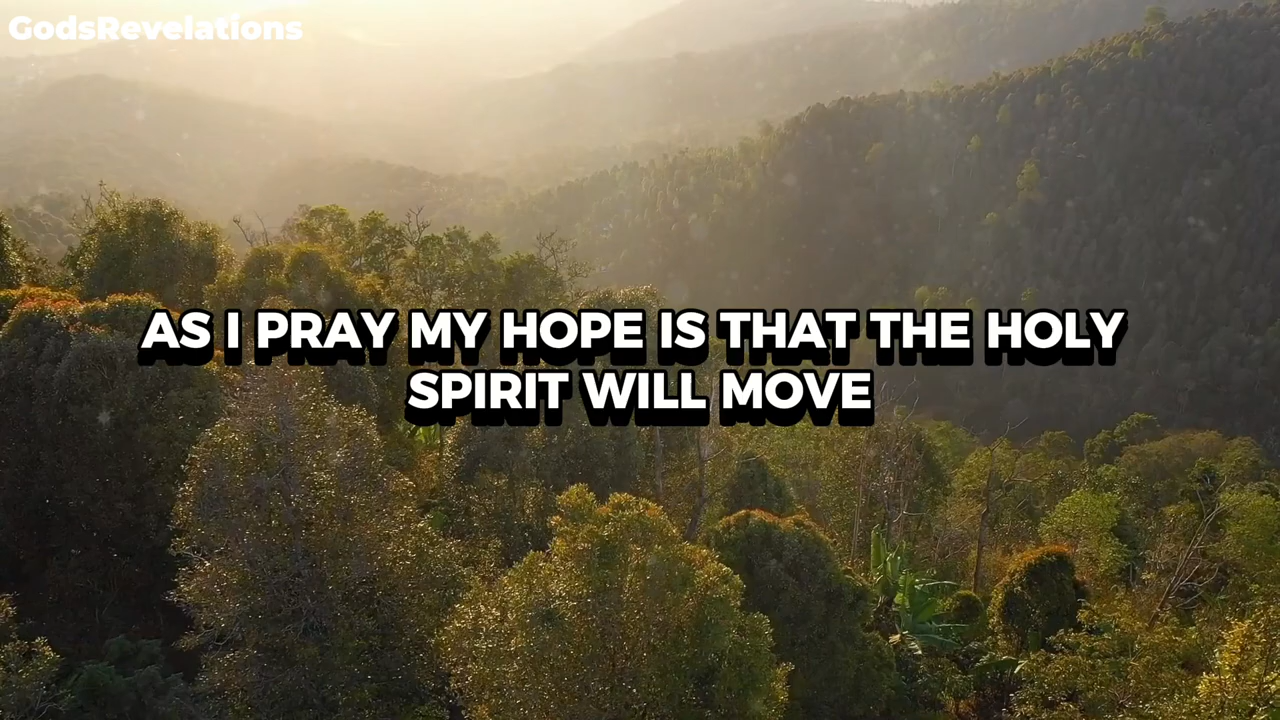 GodsRevelations
AS I PRAY MY HOPE IS THAT THE HOLY
SPIRIT WILL MOVE